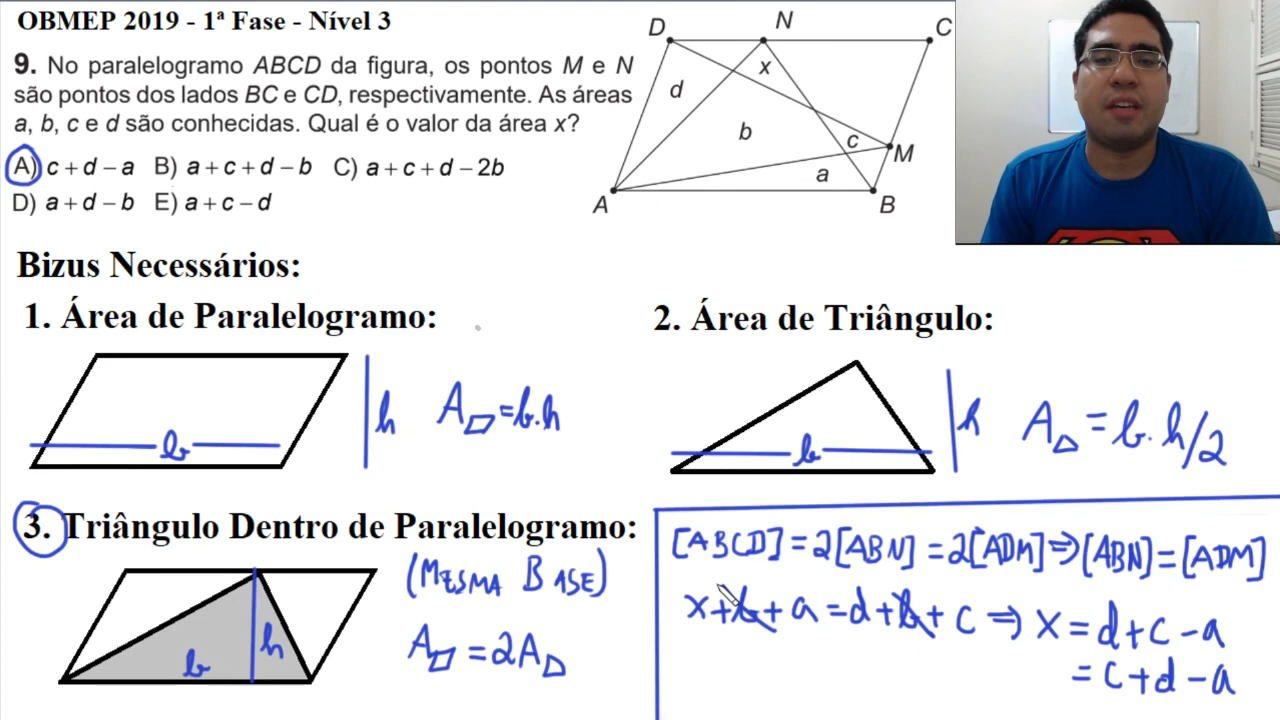 OBMEP 2019 - 1ª Fase - Nível 3
9. No paralelogramo ABCD da figura, os pontos M e N
são pontos dos lados BC e CD, respectivamente. As áreas
a, b, c e d são conhecidas. Qual é o valor da área x?
A) c + d – a B) a + c + d – b C) a + c + d – 2b
D) a + d – b E) a + c – d
D N C
x
d
b
c M
a
A B
Bizus Necessários:
1. Área de Paralelogramo:
h A▱ = b.h
b
2. Área de Triângulo:
h A△ = b.h/2
b
3. Triângulo Dentro de Paralelogramo:
(MESMA BASE)
h
b
A▱ = 2A△
[ABCD] = 2[ABN] = 2[ADM] ⇒ [ABN] = [ADM]
x + b + a = d + b + c ⇒ x = d + c - a
= c + d - a